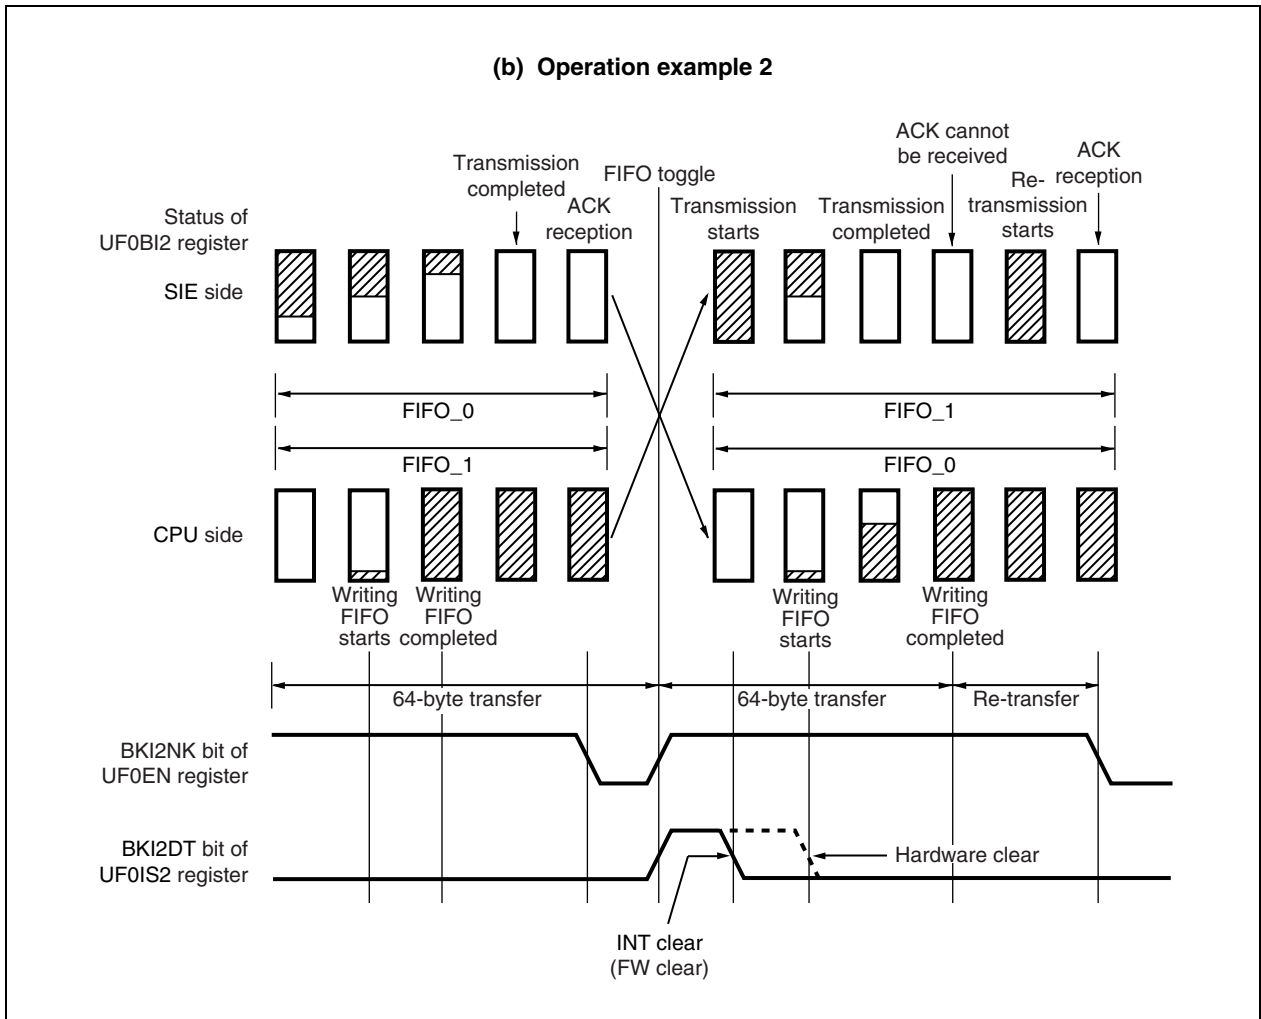 (b) Operation example 2
ACK cannot
be received
ACK
reception
Transmission
completed
FIFO toggle
Re-
transmission
starts
Status of
UF0BI2 register
ACK
reception
Transmission
starts
Transmission
completed
SIE side
FIFO_0
FIFO_1
FIFO_1
FIFO_0
CPU side
Writing
FIFO
starts
Writing
FIFO
completed
Writing
FIFO
starts
Writing
FIFO
completed
64-byte transfer
64-byte transfer
Re-transfer
BKI2NK bit of
UF0EN register
BKI2DT bit of
UF0IS2 register
Hardware clear
INT clear
(FW clear)